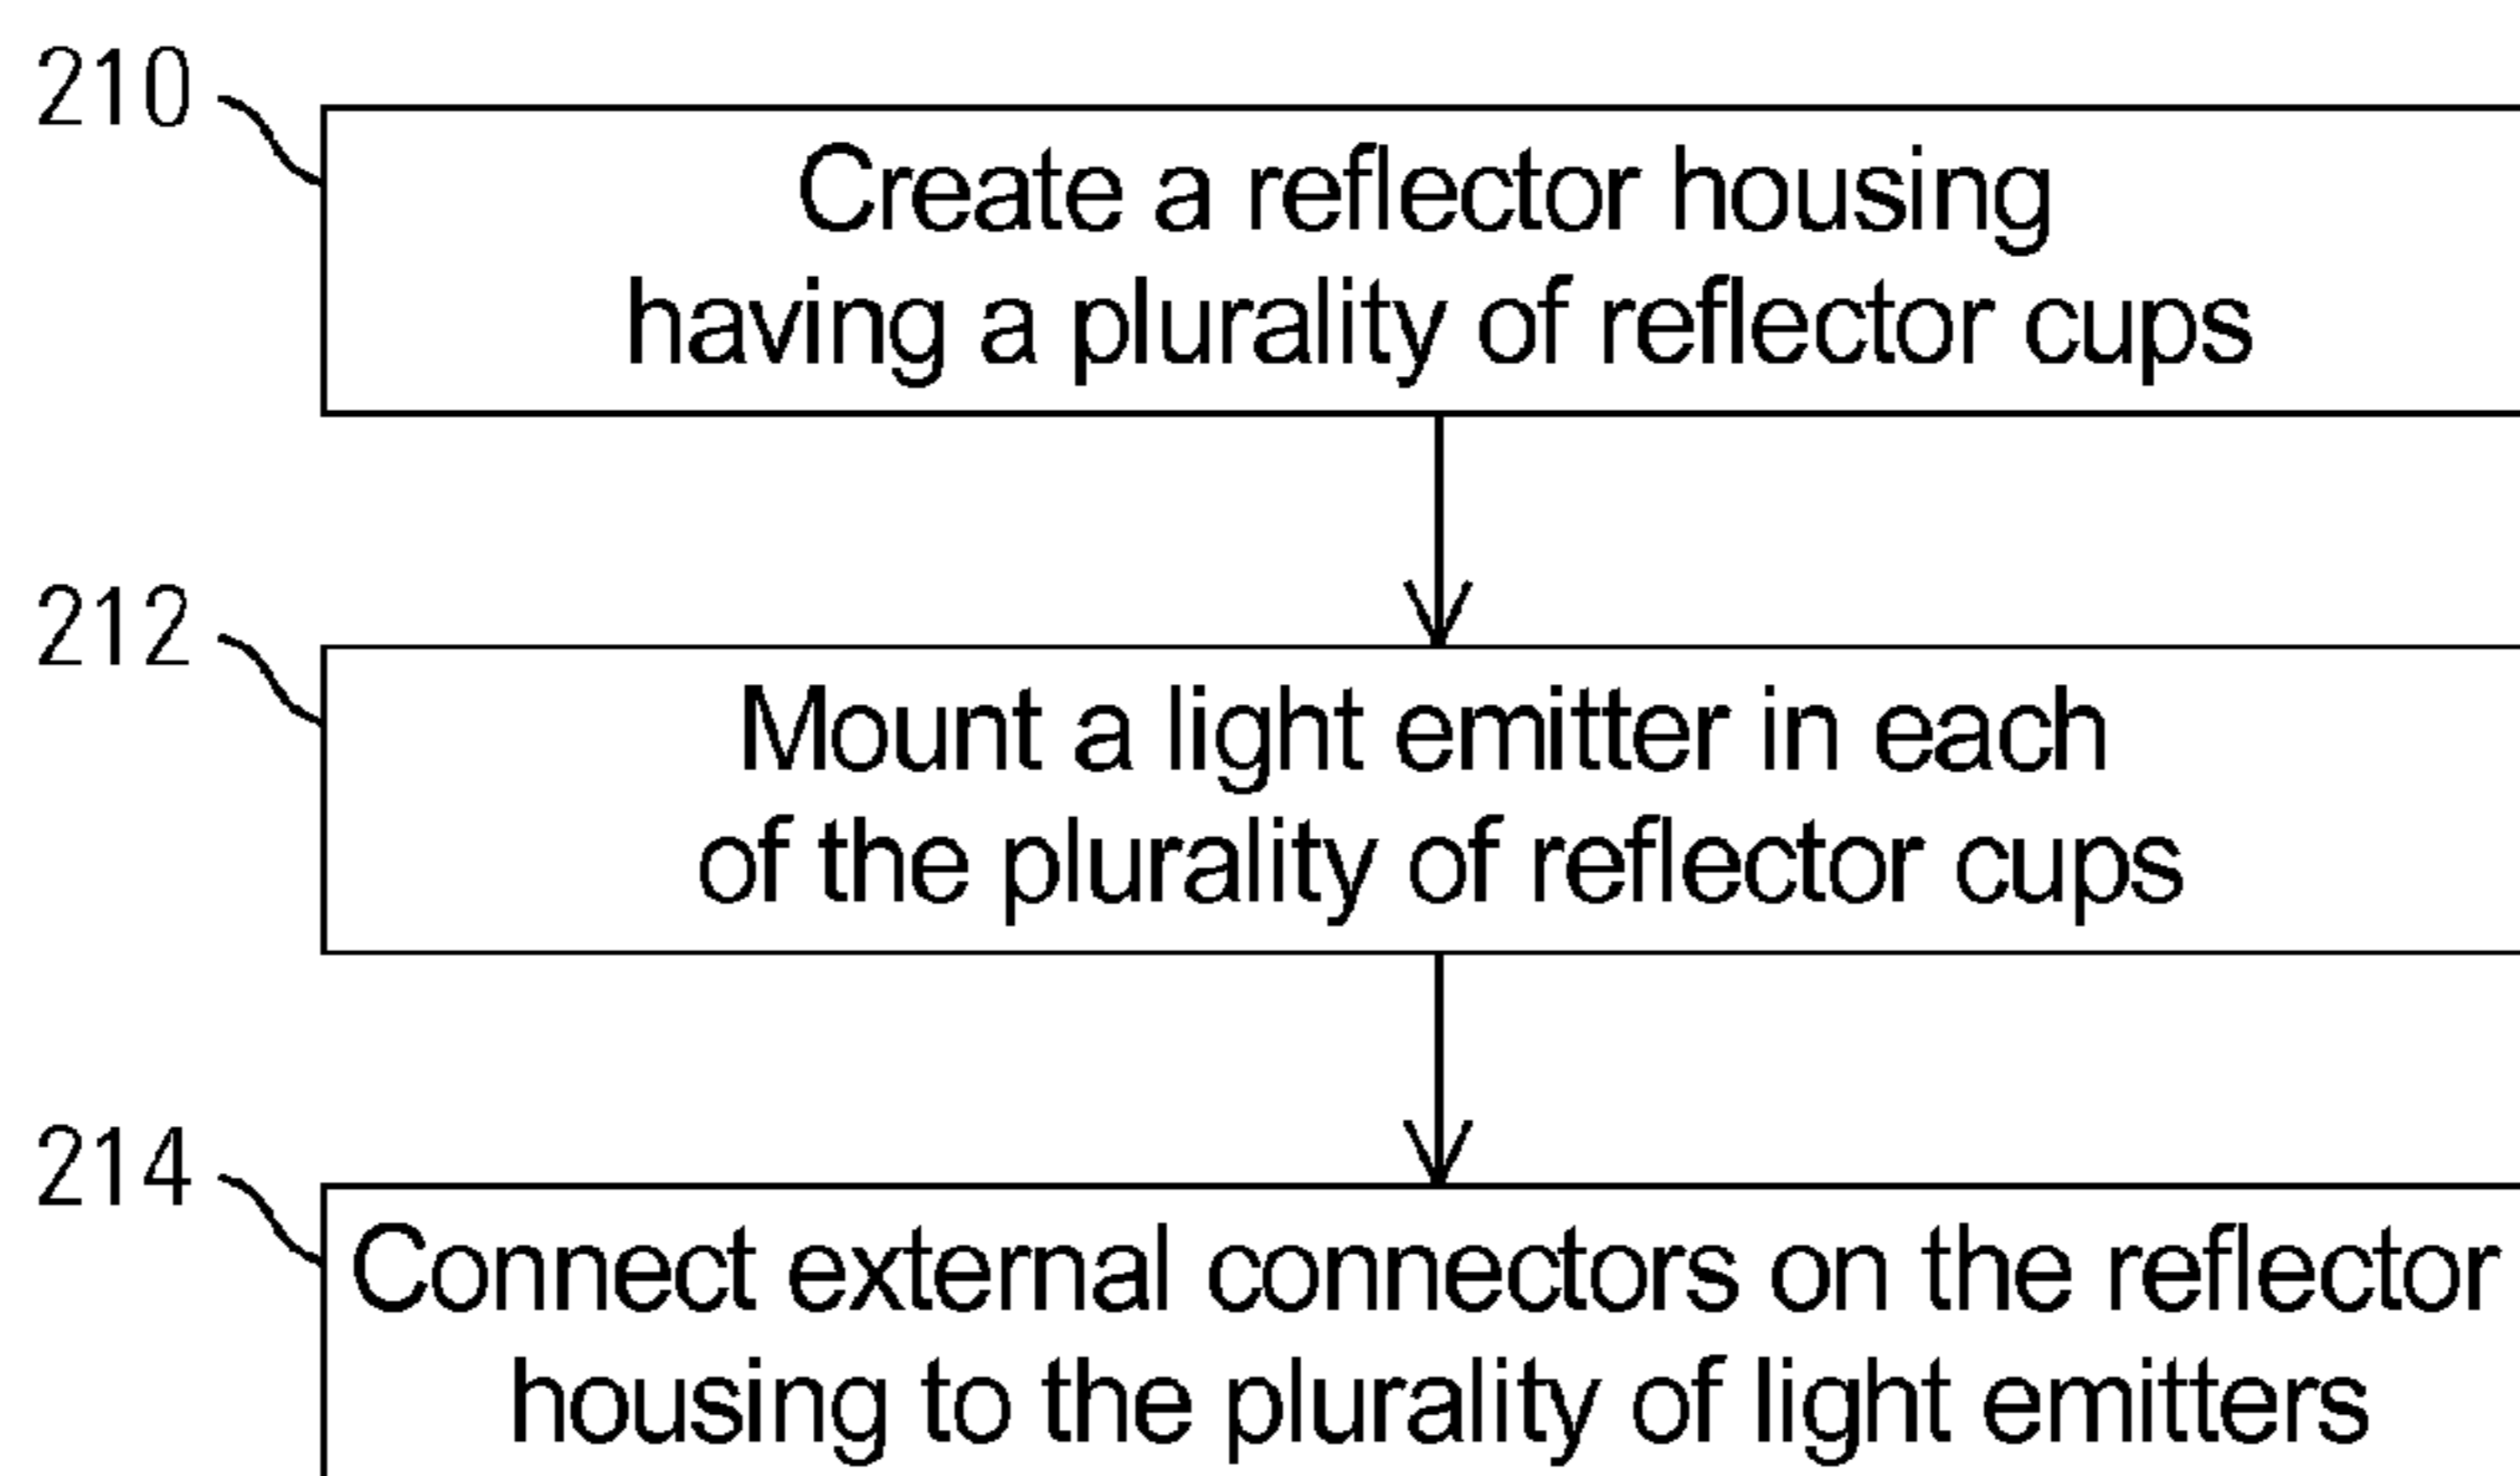 210
Create a reflector housing
having a plurality of reflector cups
212
Mount a light emitter in each
of the plurality of reflector cups
214
Connect external connectors on the reflector
housing to the plurality of light emitters